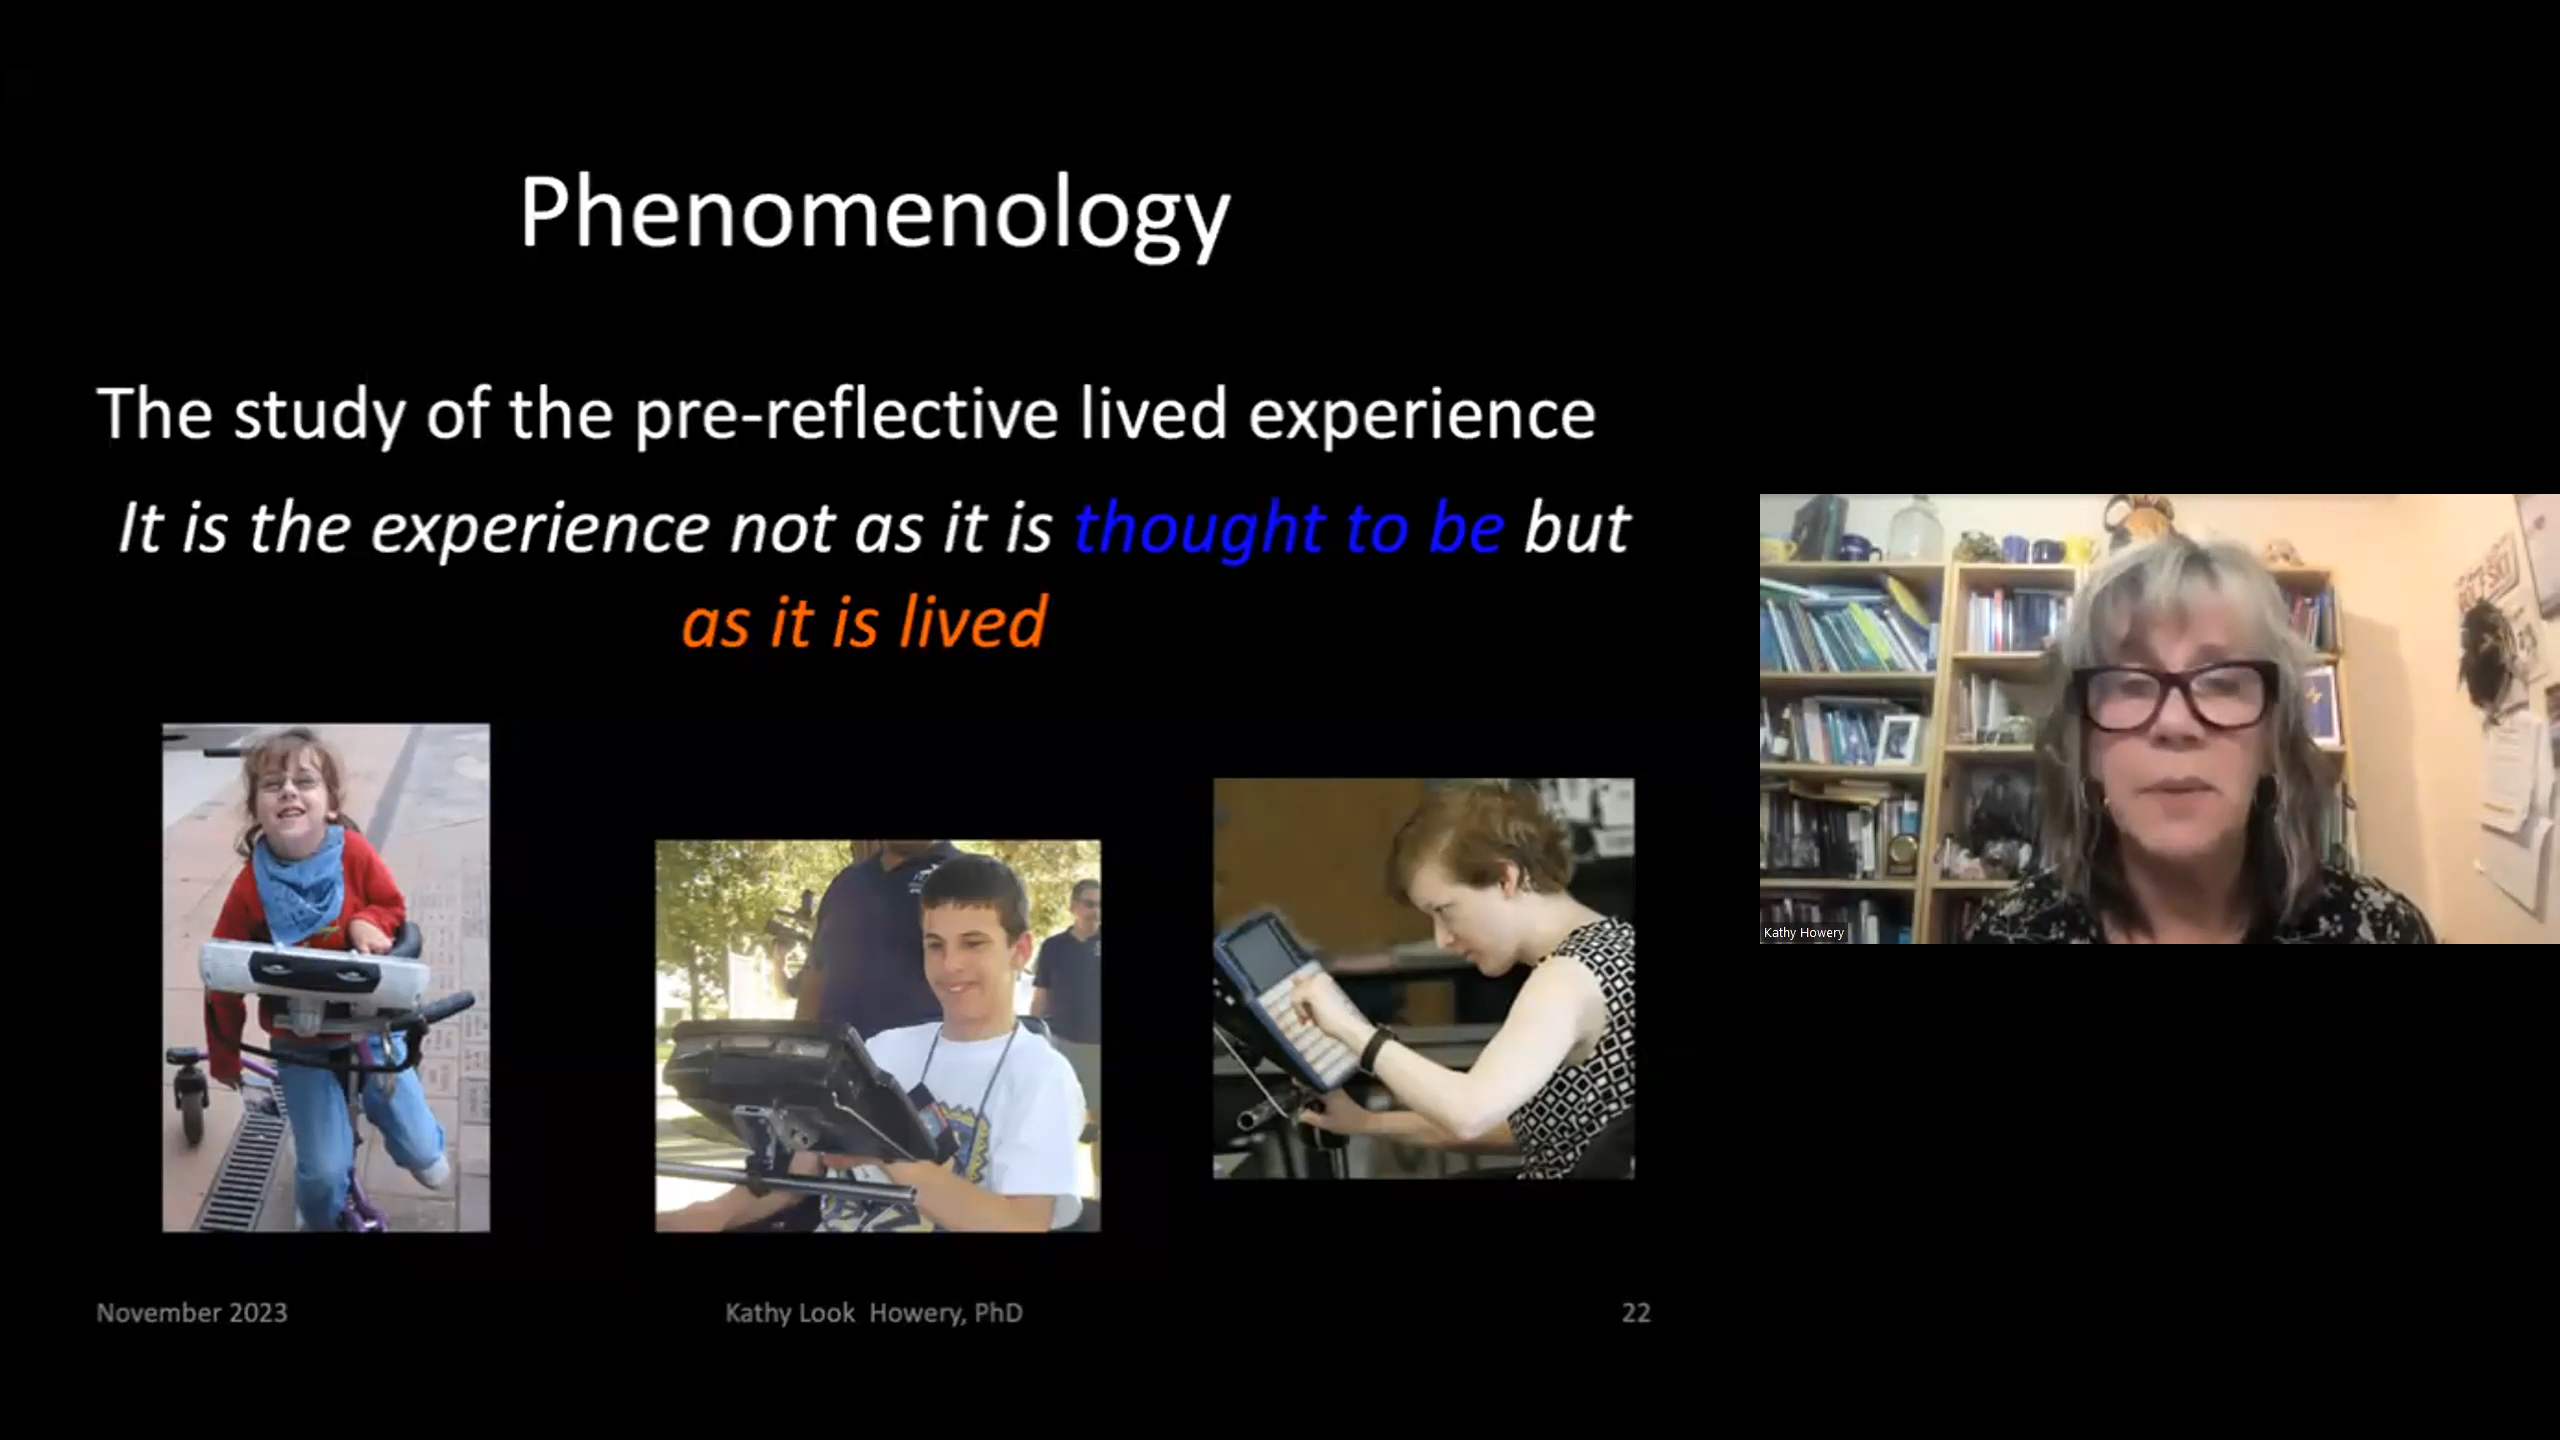 Phenomenology
The study of the pre-reflective lived experience
It is the experience not as it is thought to be but
as it is lived
November 2023
Kathy Look Howery, PhD
22
Kathy Howery